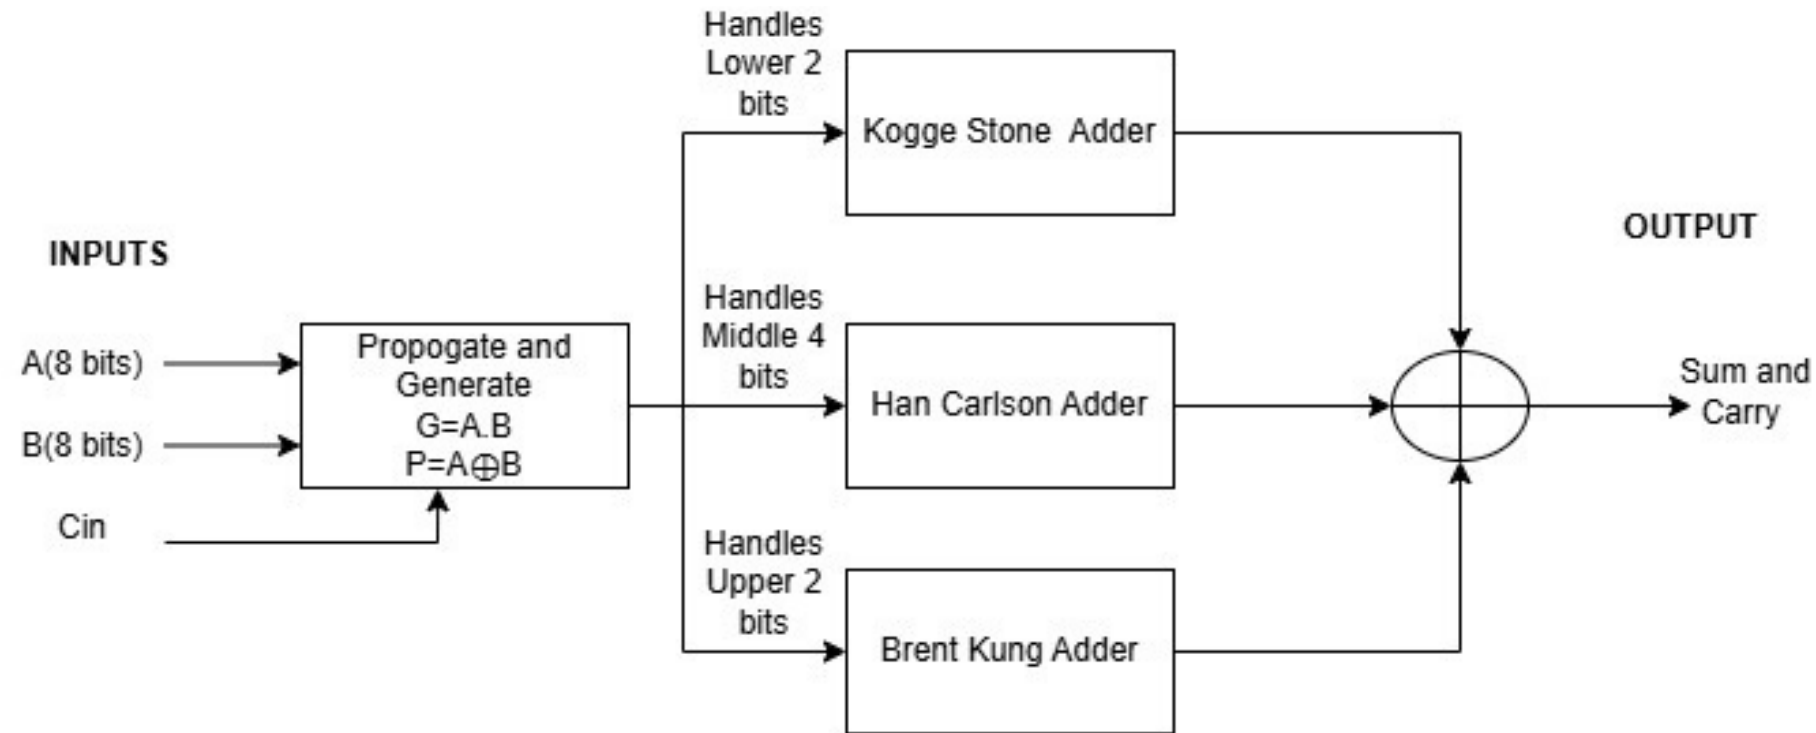 INPUTS
A(8 bits)
B(8 bits)
Cin
Propogate and
Generate
G=A.B
P=A⊕B
Handles
Lower 2
bits
Kogge Stone  Adder
Handles
Middle 4
bits
Han Carlson Adder
Handles
Upper 2
bits
Brent Kung Adder
OUTPUT
Sum and
Carry